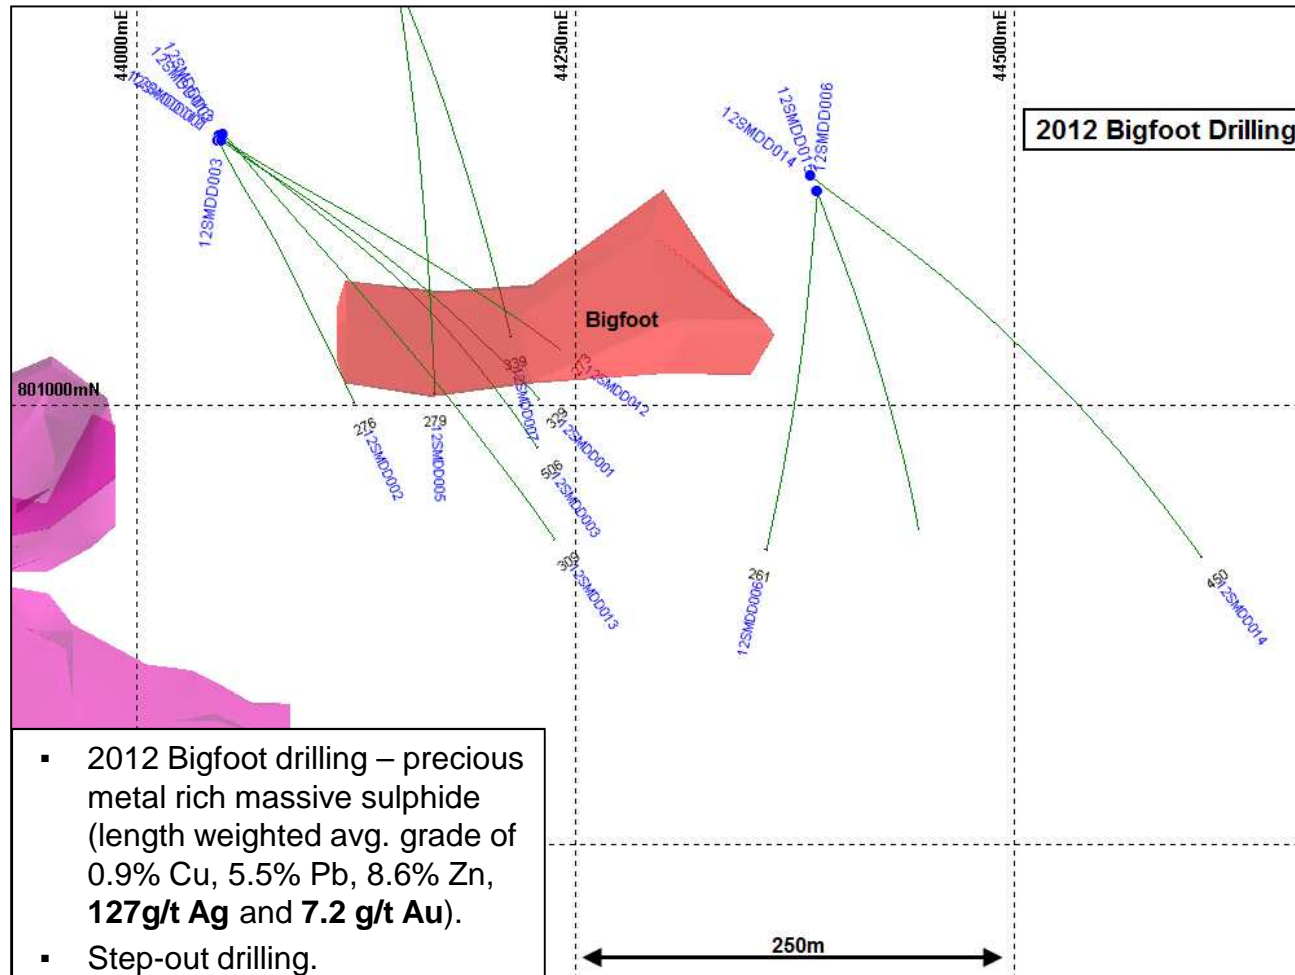 44000mE
44250mE
44500mE
2012 Bigfoot Drilling
12SMDD003
12SMDD014
12SMDD015
12SMDD006
Bigfoot
801000mN
276
12SMDD002
279
12SMDD005
339
12SMDD007
12SMDD012
329
12SMDD001
506
12SMDD003
309
12SMDD013
261
12SMDD006
450
12SMDD014
▪ 2012 Bigfoot drilling – precious
metal rich massive sulphide
(length weighted avg. grade of
0.9% Cu, 5.5% Pb, 8.6% Zn,
127g/t Ag and 7.2 g/t Au).
▪ Step-out drilling.
250m